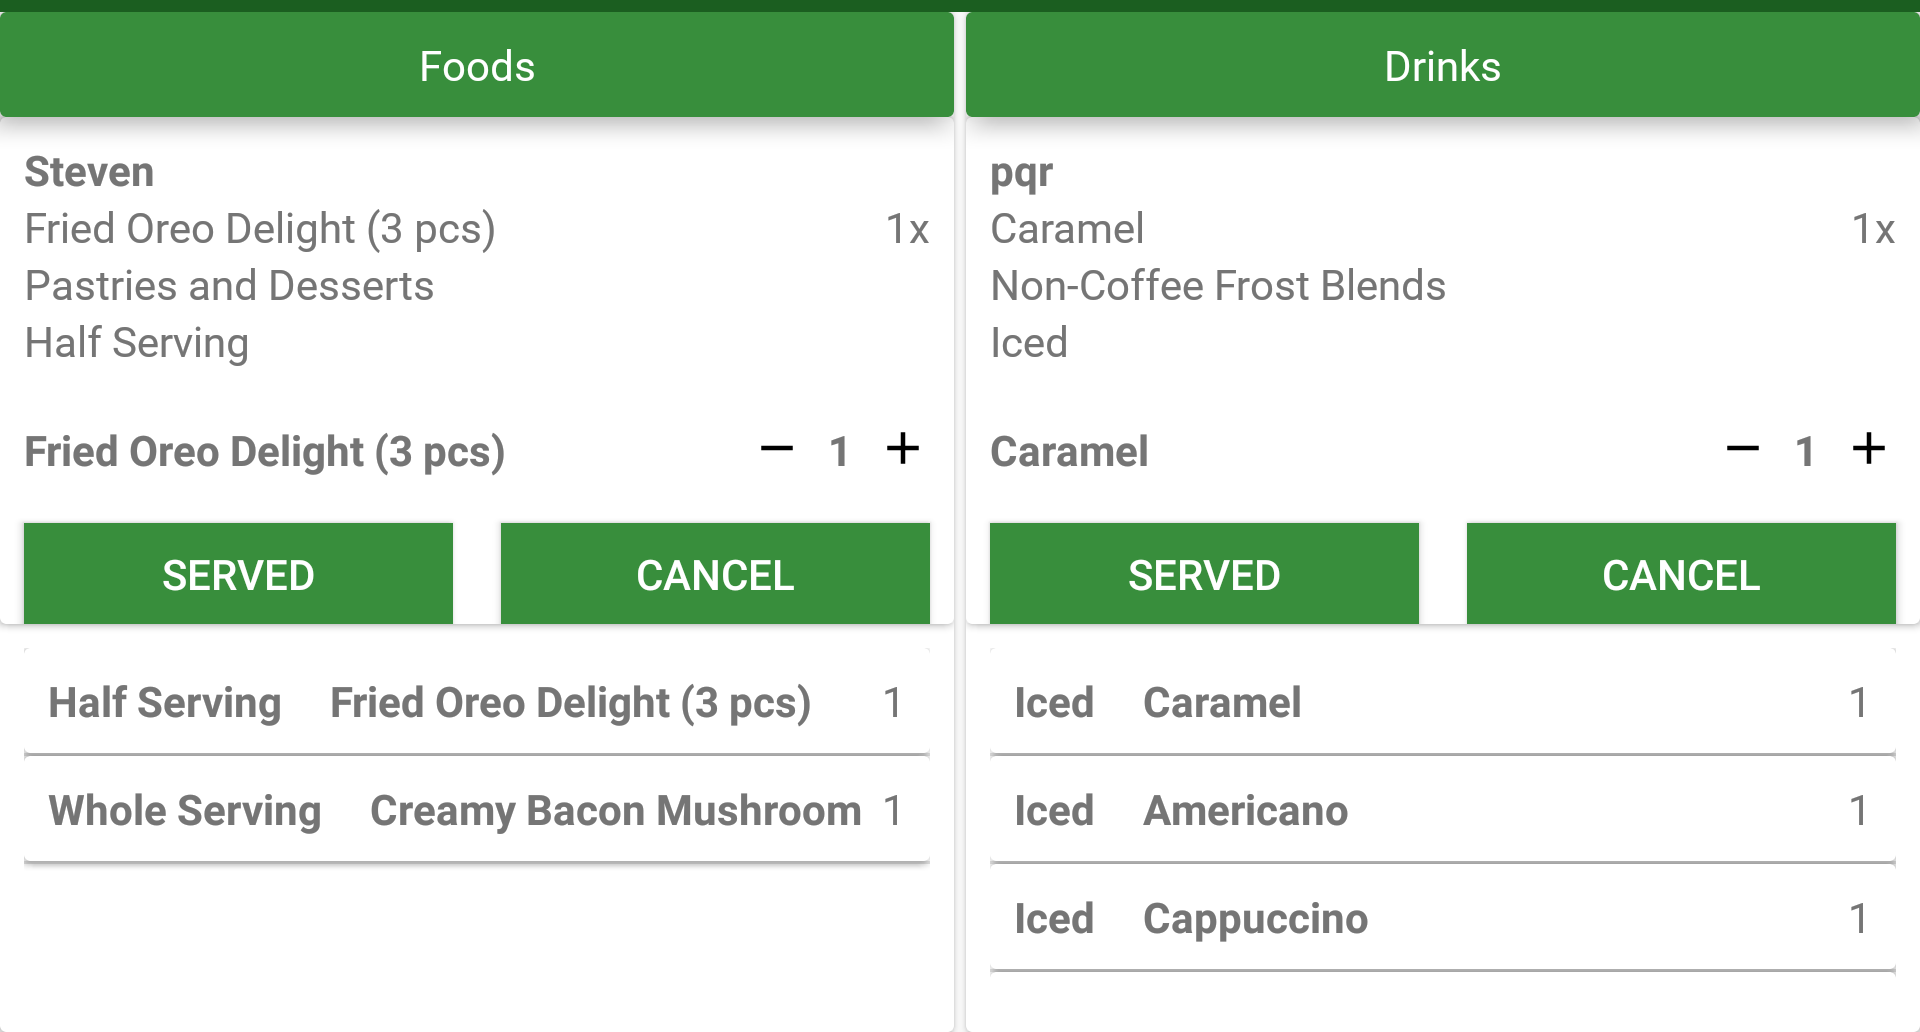 Foods
Steven
Fried Oreo Delight (3 pcs) 1x
Pastries and Desserts
Half Serving
Fried Oreo Delight (3 pcs) − 1 +
SERVED CANCEL
Half Serving Fried Oreo Delight (3 pcs) 1
Whole Serving Creamy Bacon Mushroom 1
Drinks
pqr
Caramel 1x
Non-Coffee Frost Blends
Iced
Caramel − 1 +
SERVED CANCEL
Iced Caramel 1
Iced Americano 1
Iced Cappuccino 1